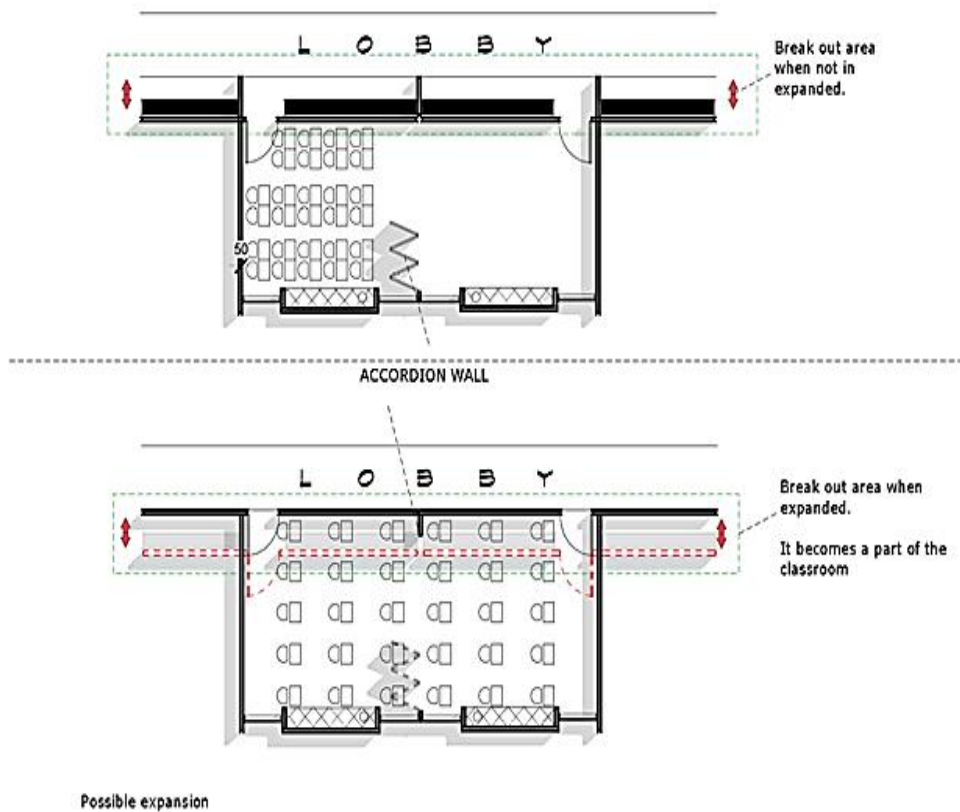 L O B B Y
Break out area
when not in
expanded.
50
ACCORDION WALL
L O B B Y
Break out area when
expanded.
It becomes a part of the
classroom
Possible expansion